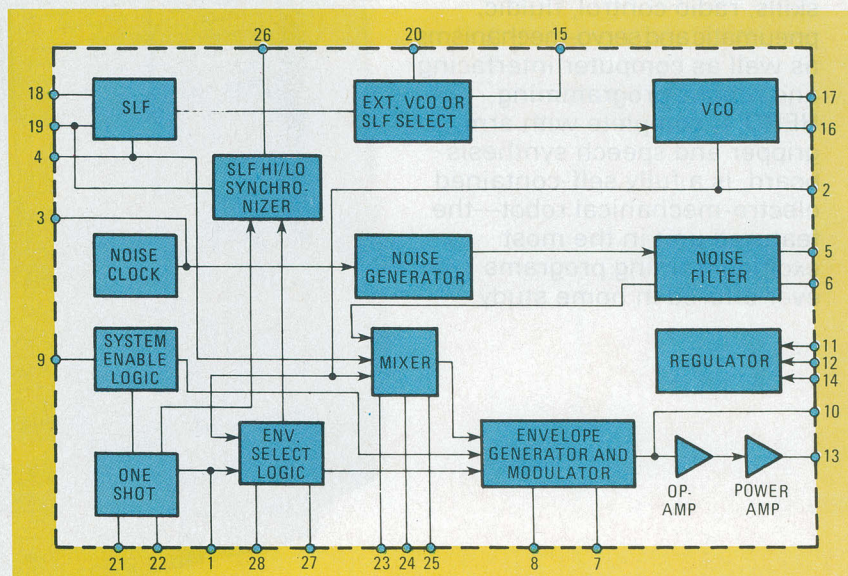 26
20
15
18
SLF
EXT. VCO OR
SLF SELECT
VCO
17
19
16
4
SLF HI/LO
SYNCHRO-
NIZER
2
3
NOISE
CLOCK
NOISE
GENERATOR
NOISE
FILTER
5
6
9
SYSTEM
ENABLE
LOGIC
MIXER
REGULATOR
11
12
14
10
ONE
SHOT
ENV.
SELECT
LOGIC
ENVELOPE
GENERATOR AND
MODULATOR
OP-
AMP
POWER
AMP
13
21
22
1
28
27
23
24
25
8
7